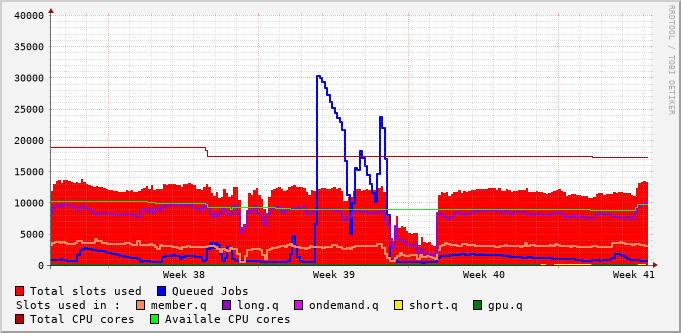 40000
35000
30000
25000
20000
15000
10000
5000
0
Week 38 Week 39 Week 40 Week 41
RRDTOOL / TOBI OETIKER
Total slots used Queued Jobs
Slots used in : member.q long.q ondemand.q short.q gpu.q
Total CPU cores Availale CPU cores